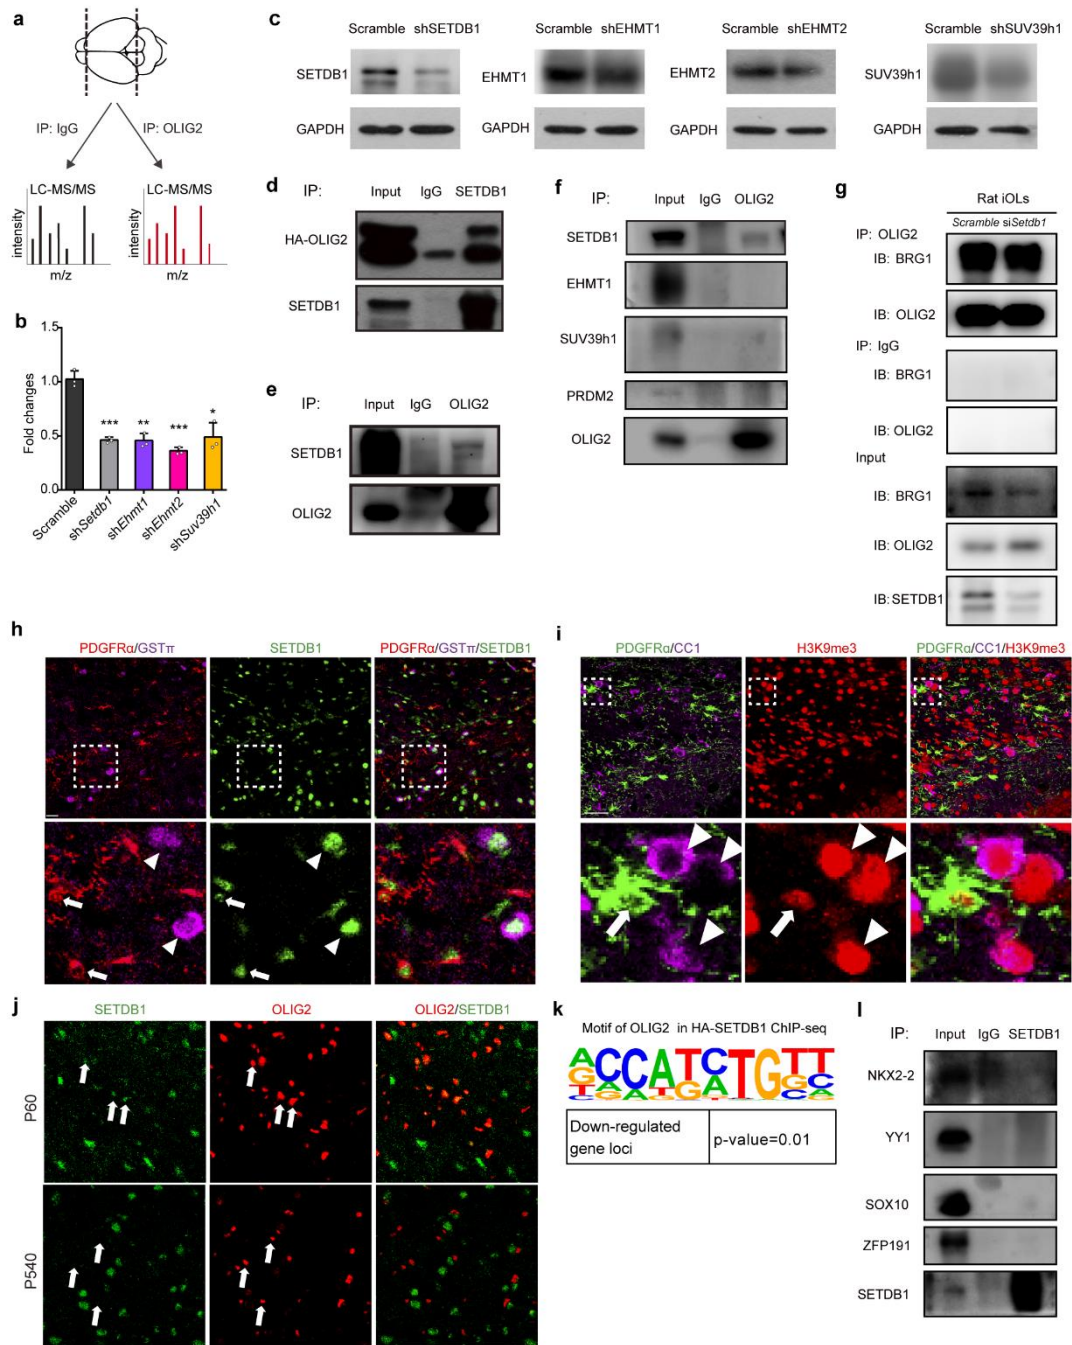 a
IP: IgG
IP: OLIG2
LC-MS/MS
LC-MS/MS
intensity
intensity
m/z
m/z
b
Fold changes
1.5
1.0
0.5
0.0
***
**
***
*
Scramble
shSetdb1
shEhmt1
shEhmt2
shSuv39h1
c
Scramble shSETDB1
SETDB1
GAPDH
Scramble shEHMT1
EHMT1
GAPDH
Scramble shEHMT2
EHMT2
GAPDH
Scramble shSUV39h1
SUV39h1
GAPDH
d
IP: Input IgG SETDB1
HA-OLIG2
SETDB1
e
IP: Input IgG OLIG2
SETDB1
OLIG2
f
IP: Input IgG OLIG2
SETDB1
EHMT1
SUV39h1
PRDM2
OLIG2
g
Rat iOLs
Scramble siSetdb1
IP: OLIG2
IB: BRG1
IB: OLIG2
IP: IgG
IB: BRG1
IB: OLIG2
Input
IB: BRG1
IB: OLIG2
IB: SETDB1
h
PDGFRα/GSTπ
SETDB1
PDGFRα/GSTπ/SETDB1
i
PDGFRα/CC1
H3K9me3
PDGFRα/CC1/H3K9me3
j
SETDB1
OLIG2
OLIG2/SETDB1
P60
P540
k
Motif of OLIG2 in HA-SETDB1 ChIP-seq
Down-regulated
gene loci
p-value=0.01
l
IP: Input IgG SETDB1
NKX2-2
YY1
SOX10
ZFP191
SETDB1